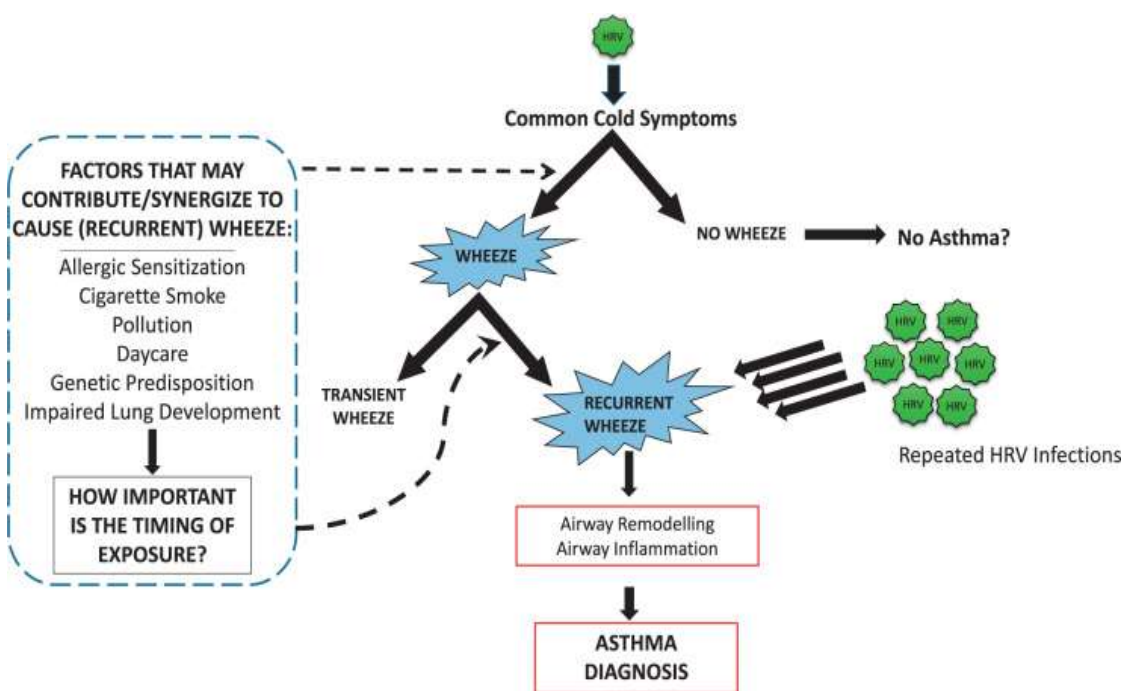 HRV
Common Cold Symptoms
FACTORS THAT MAY
CONTRIBUTE/SYNERGIZE TO
CAUSE (RECURRENT) WHEEZE:
Allergic Sensitization
Cigarette Smoke
Pollution
Daycare
Genetic Predisposition
Impaired Lung Development
HOW IMPORTANT
IS THE TIMING OF
EXPOSURE?
WHEEZE
NO WHEEZE
No Asthma?
TRANSIENT
WHEEZE
RECURRENT
WHEEZE
HRV
HRV
HRV
HRV
HRV
HRV
HRV
Repeated HRV Infections
Airway Remodelling
Airway Inflammation
ASTHMA
DIAGNOSIS